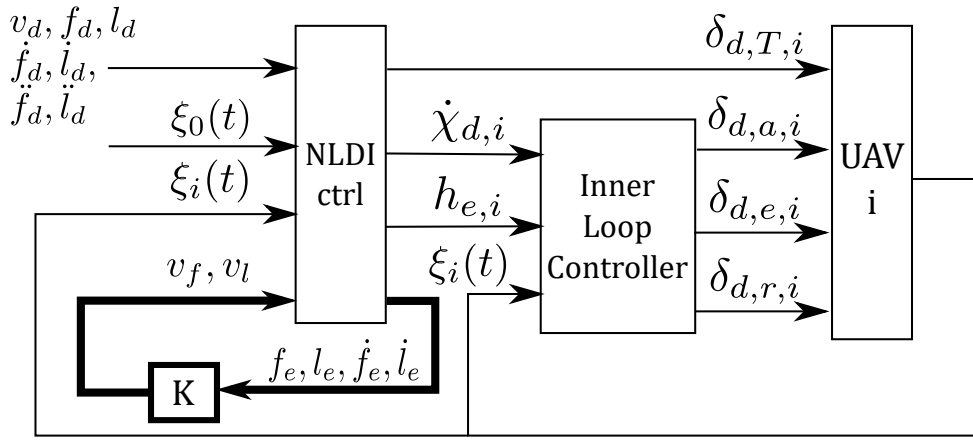 v_d, f_d, l_d
ḟ_d, l̇_d,
f̈_d, l̈_d
ξ_0(t)
ξ_i(t)
v_f, v_l
NLDI
ctrl
K
f_e, l_e, ḟ_e, l̇_e
χ̇_{d,i}
h_{e,i}
ξ_i(t)
Inner
Loop
Controller
δ_{d,T,i}
δ_{d,a,i}
δ_{d,e,i}
δ_{d,r,i}
UAV
i